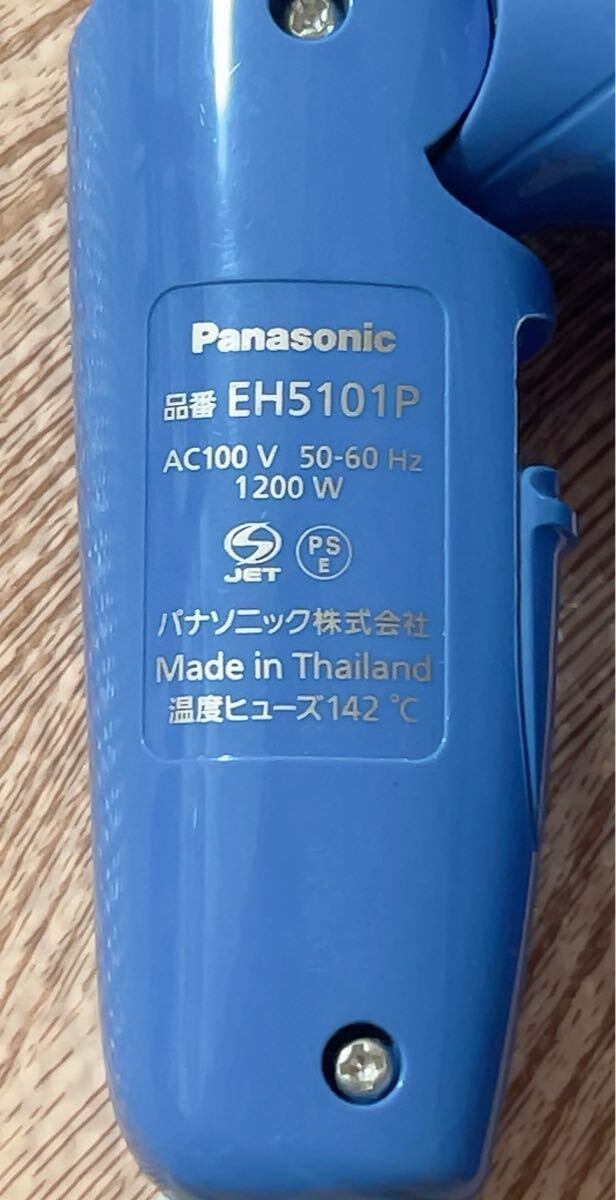 Panasonic
品番 EH5101P
AC100 V 50-60 Hz
1200 W
JET PS E
パナソニック株式会社
Made in Thailand
温度ヒューズ142 ℃